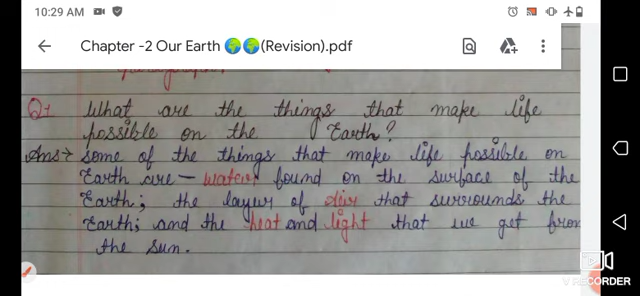 10:29 AM
Chapter -2 Our Earth 🌍🌍(Revision).pdf
Q1 What are the things that make life
possible on the Earth?
Ans→ Some of the things that make life possible on
Earth are - water found on the surface of the
Earth; the layer of air that surrounds the
Earth; and the heat and light that we get from
the sun.
V RECORDER